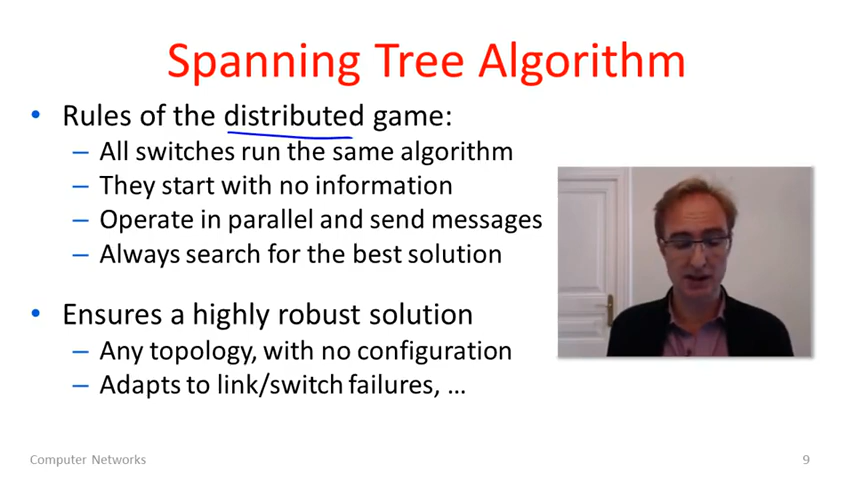 Spanning Tree Algorithm
• Rules of the distributed game:
– All switches run the same algorithm
– They start with no information
– Operate in parallel and send messages
– Always search for the best solution
• Ensures a highly robust solution
– Any topology, with no configuration
– Adapts to link/switch failures, …
Computer Networks
9